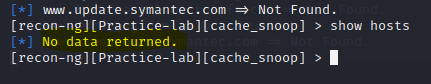 [*] www.update.symantec.com => Not Found.
[recon-ng][Practice-lab][cache_snoop] > show hosts
[*] No data returned.
[recon-ng][Practice-lab][cache_snoop] >